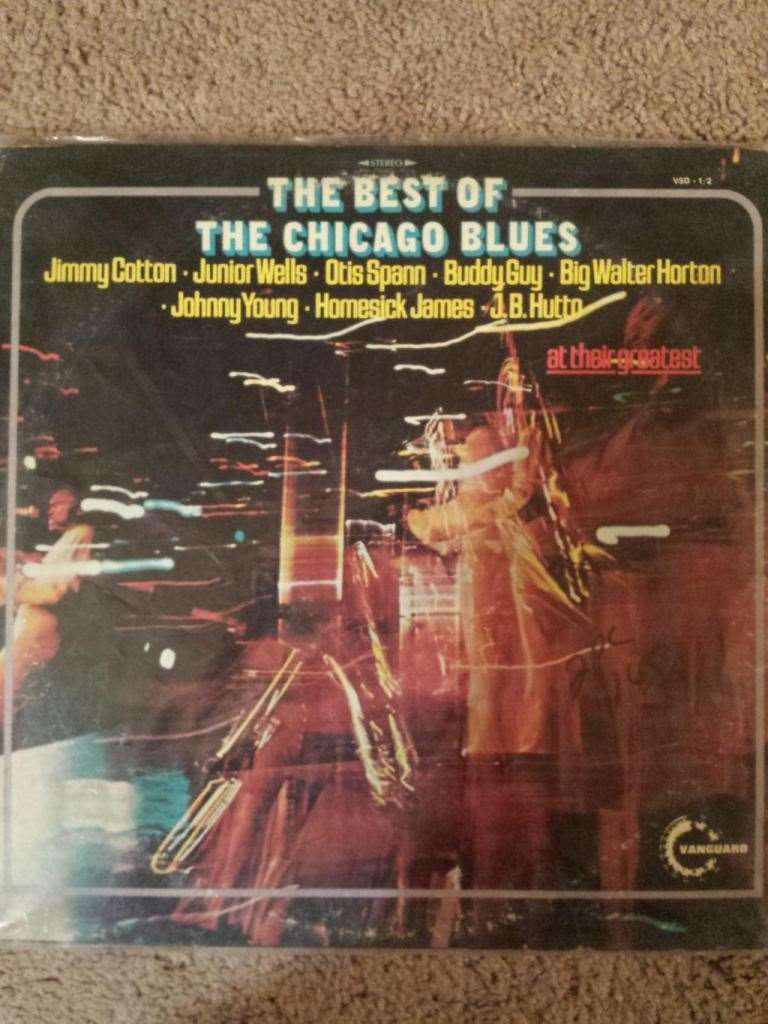 STEREO
VSD - 1/2
THE BEST OF
THE CHICAGO BLUES
Jimmy Cotton · Junior Wells · Otis Spann · Buddy Guy · Big Walter Horton
· Johnny Young · Homesick James · J.B. Hutto
at their greatest
VANGUARD